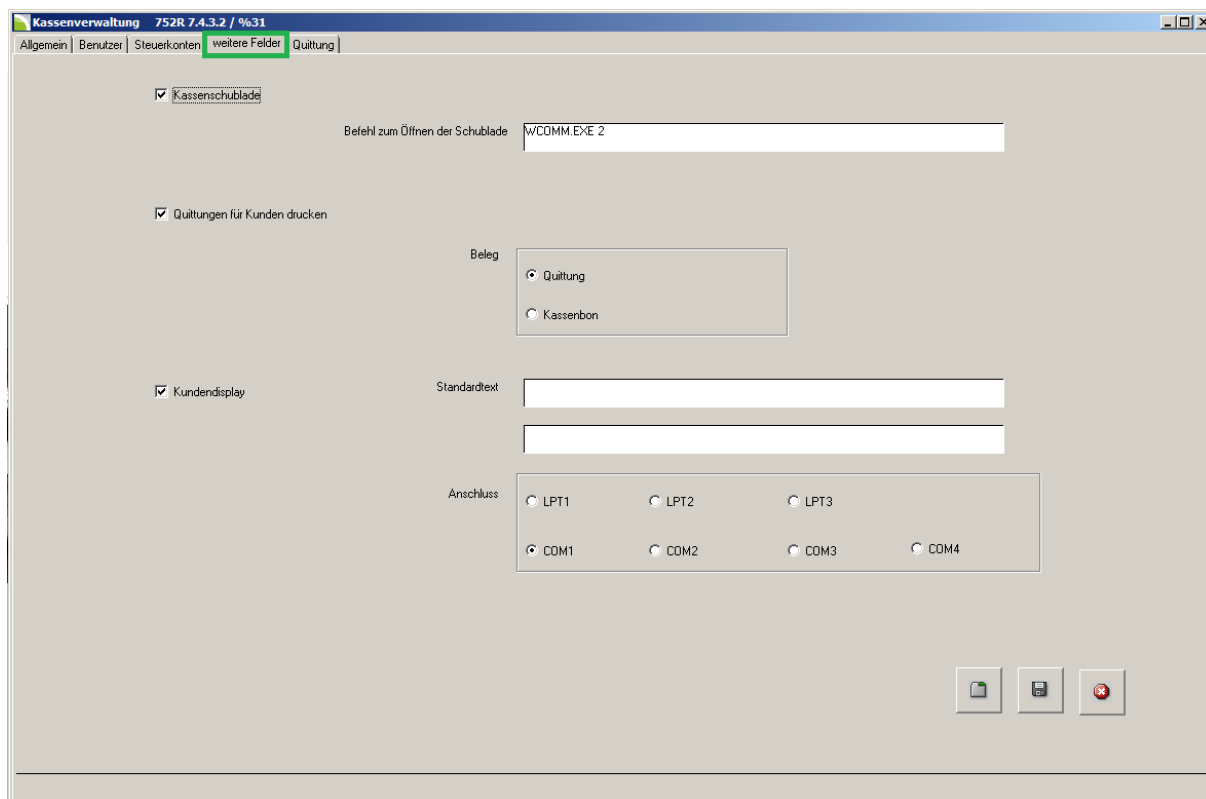 Kassenverwaltung 752R 7.4.3.2 / %31
Allgemein Benutzer Steuerkonten weitere Felder Quittung
Kassenschublade
Befehl zum Öffnen der Schublade WCOMM.EXE 2
Quittungen für Kunden drucken
Beleg
Quittung
Kassenbon
Kundendisplay Standardtext
Anschluss
LPT1 LPT2 LPT3
COM1 COM2 COM3 COM4